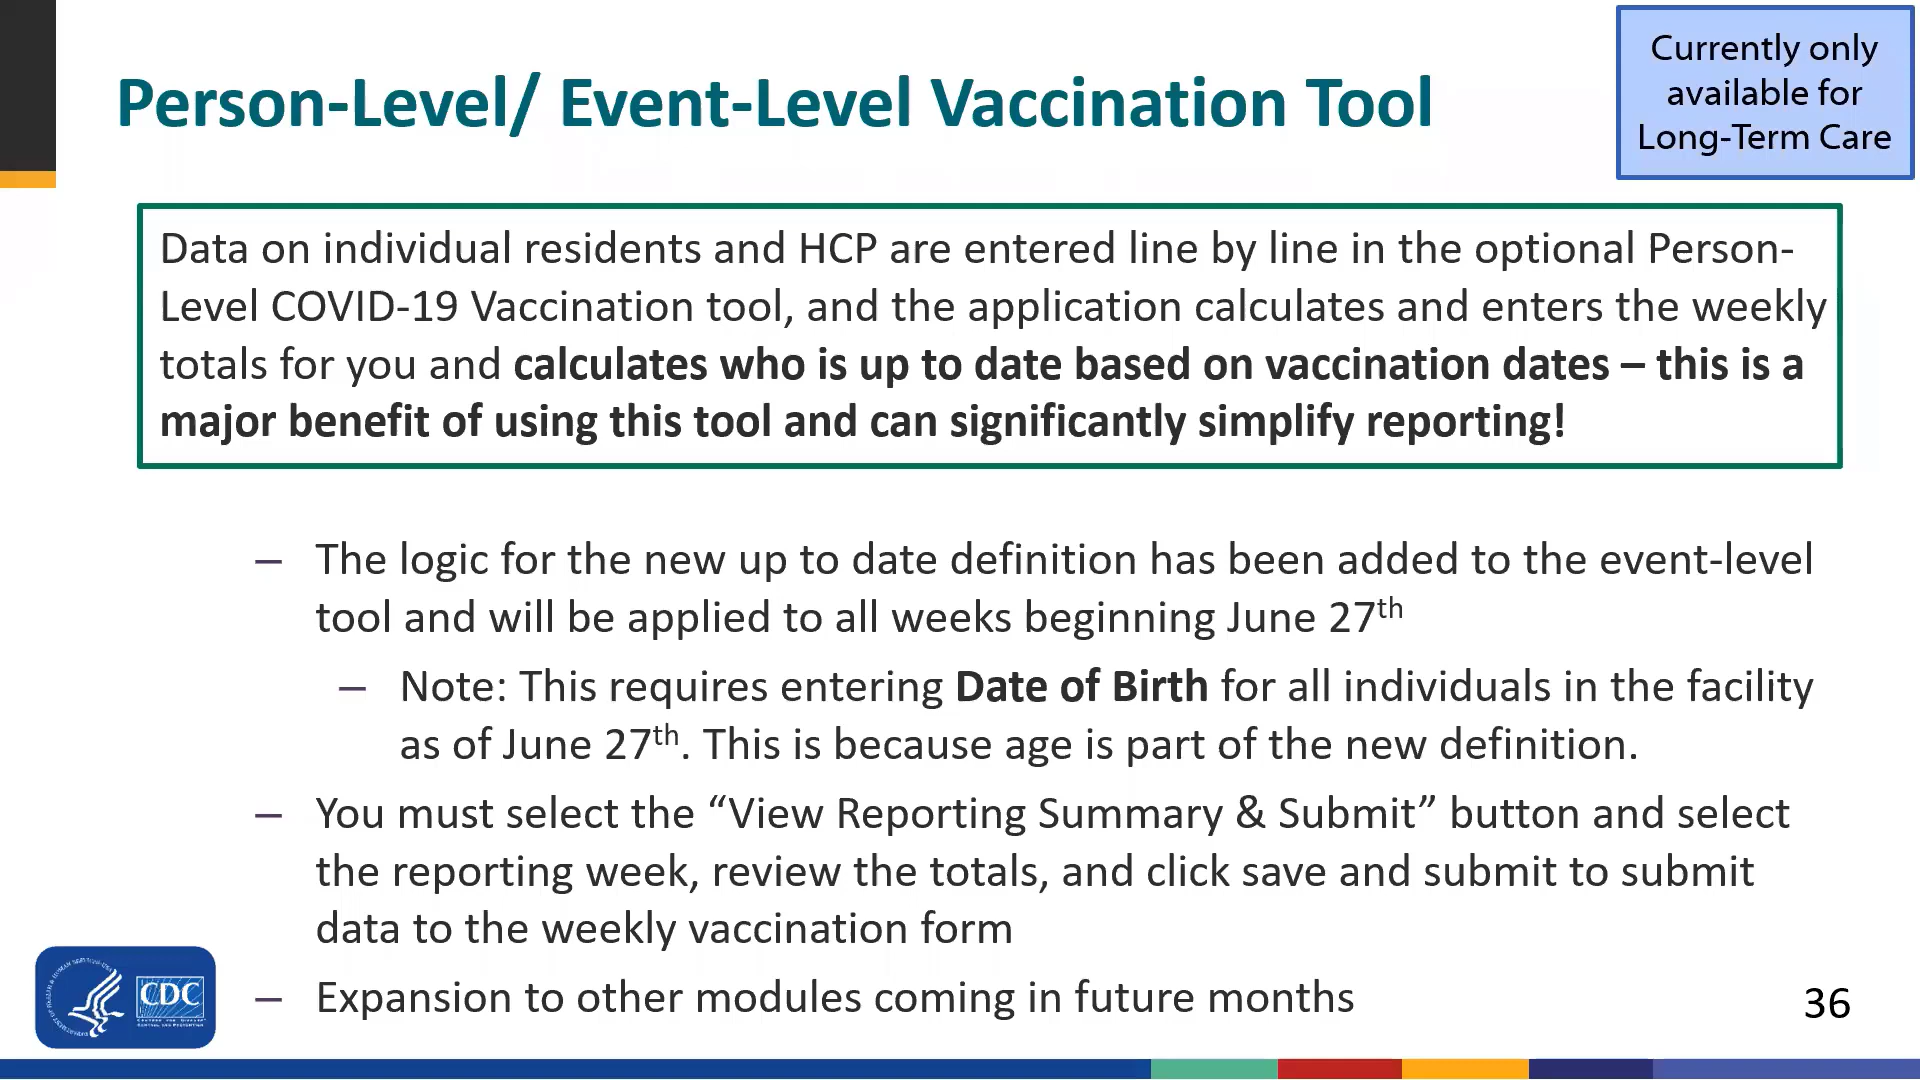 Currently only
available for
Long-Term Care
Person-Level/ Event-Level Vaccination Tool
Data on individual residents and HCP are entered line by line in the optional Person-
Level COVID-19 Vaccination tool, and the application calculates and enters the weekly
totals for you and calculates who is up to date based on vaccination dates – this is a
major benefit of using this tool and can significantly simplify reporting!
– The logic for the new up to date definition has been added to the event-level
tool and will be applied to all weeks beginning June 27th
– Note: This requires entering Date of Birth for all individuals in the facility
as of June 27th. This is because age is part of the new definition.
– You must select the “View Reporting Summary & Submit” button and select
the reporting week, review the totals, and click save and submit to submit
data to the weekly vaccination form
– Expansion to other modules coming in future months
CDC
36